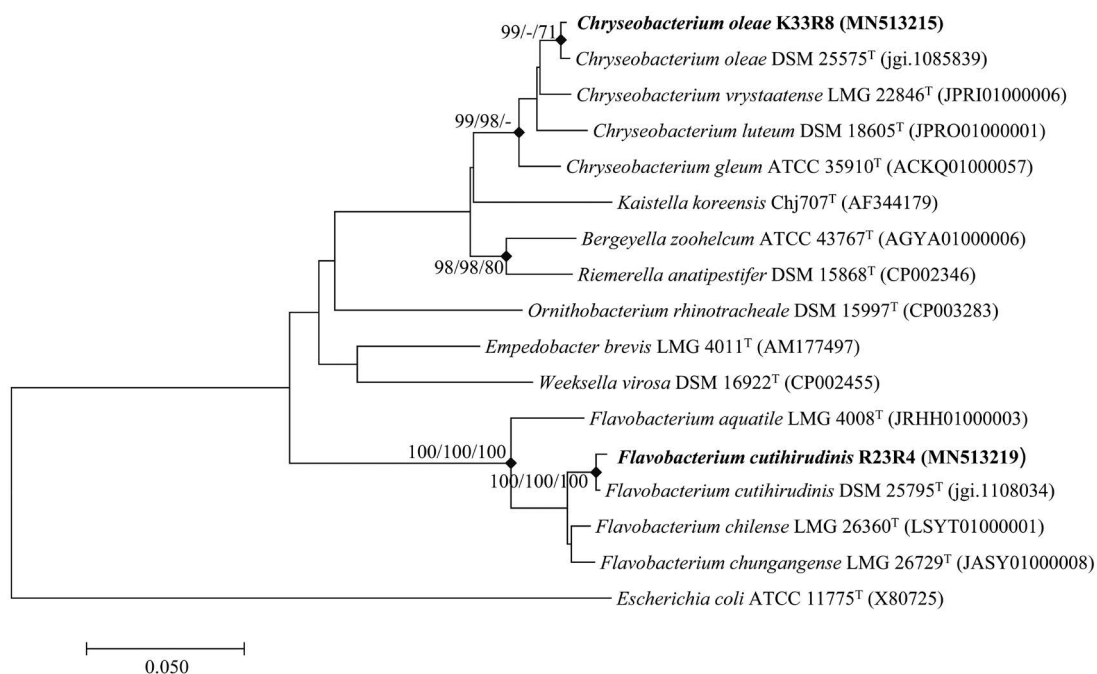 Chryseobacterium oleae K33R8 (MN513215)
99/-/71
Chryseobacterium oleae DSM 25575ᵀ (jgi.1085839)
Chryseobacterium vrystaatense LMG 22846ᵀ (JPRI01000006)
99/98/-
Chryseobacterium luteum DSM 18605ᵀ (JPRO01000001)
Chryseobacterium gleum ATCC 35910ᵀ (ACKQ01000057)
Kaistella koreensis Chj707ᵀ (AF344179)
Bergeyella zoohelcum ATCC 43767ᵀ (AGYA01000006)
98/98/80
Riemerella anatipestifer DSM 15868ᵀ (CP002346)
Ornithobacterium rhinotracheale DSM 15997ᵀ (CP003283)
Empedobacter brevis LMG 4011ᵀ (AM177497)
Weeksella virosa DSM 16922ᵀ (CP002455)
Flavobacterium aquatile LMG 4008ᵀ (JRHH01000003)
100/100/100
Flavobacterium cutihirudinis R23R4 (MN513219)
100/100/100
Flavobacterium cutihirudinis DSM 25795ᵀ (jgi.1108034)
Flavobacterium chilense LMG 26360ᵀ (LSYT01000001)
Flavobacterium chungangense LMG 26729ᵀ (JASY01000008)
Escherichia coli ATCC 11775ᵀ (X80725)
0.050